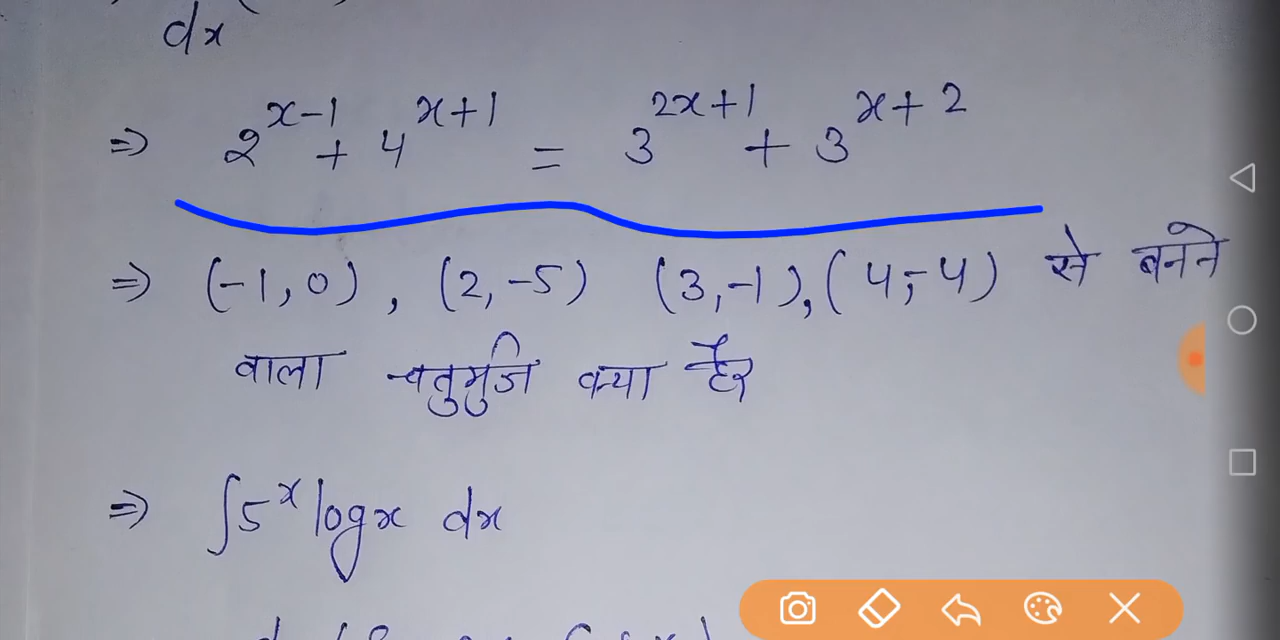 dx
⇒ 2^{x-1} + 4^{x+1} = 3^{2x+1} + 3^{x+2}
⇒ (-1, 0), (2, -5) (3, -1), (4, -4) से बनने
वाला चतुर्भुज क्या है?
⇒ ∫5^x logx dx